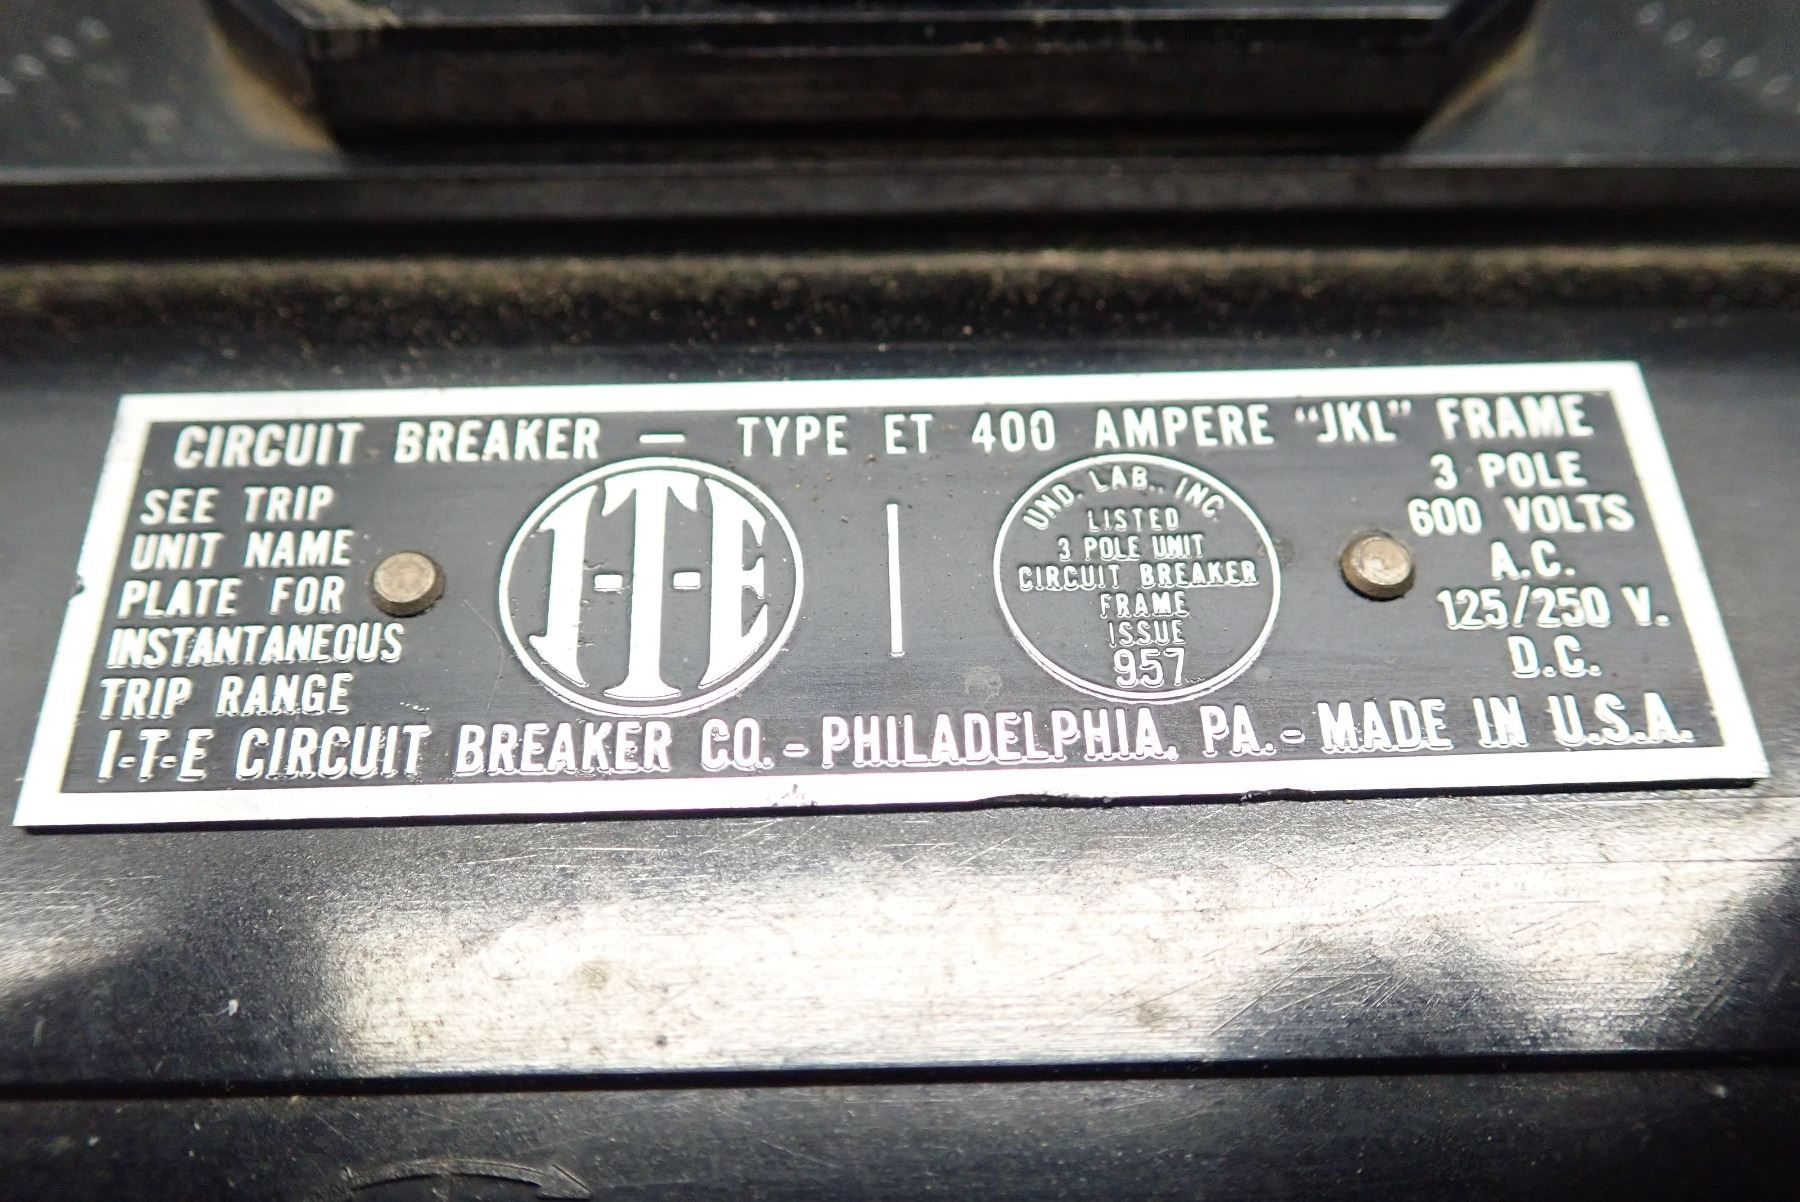 CIRCUIT BREAKER — TYPE ET 400 AMPERE "JKL" FRAME
SEE TRIP
UNIT NAME
PLATE FOR
INSTANTANEOUS
TRIP RANGE
I-T-E
UND. LAB., INC.
LISTED
3 POLE UNIT
CIRCUIT BREAKER
FRAME
ISSUE
957
3 POLE
600 VOLTS
A.C.
125/250 V.
D.C.
I-T-E CIRCUIT BREAKER CO. - PHILADELPHIA, PA. - MADE IN U.S.A.